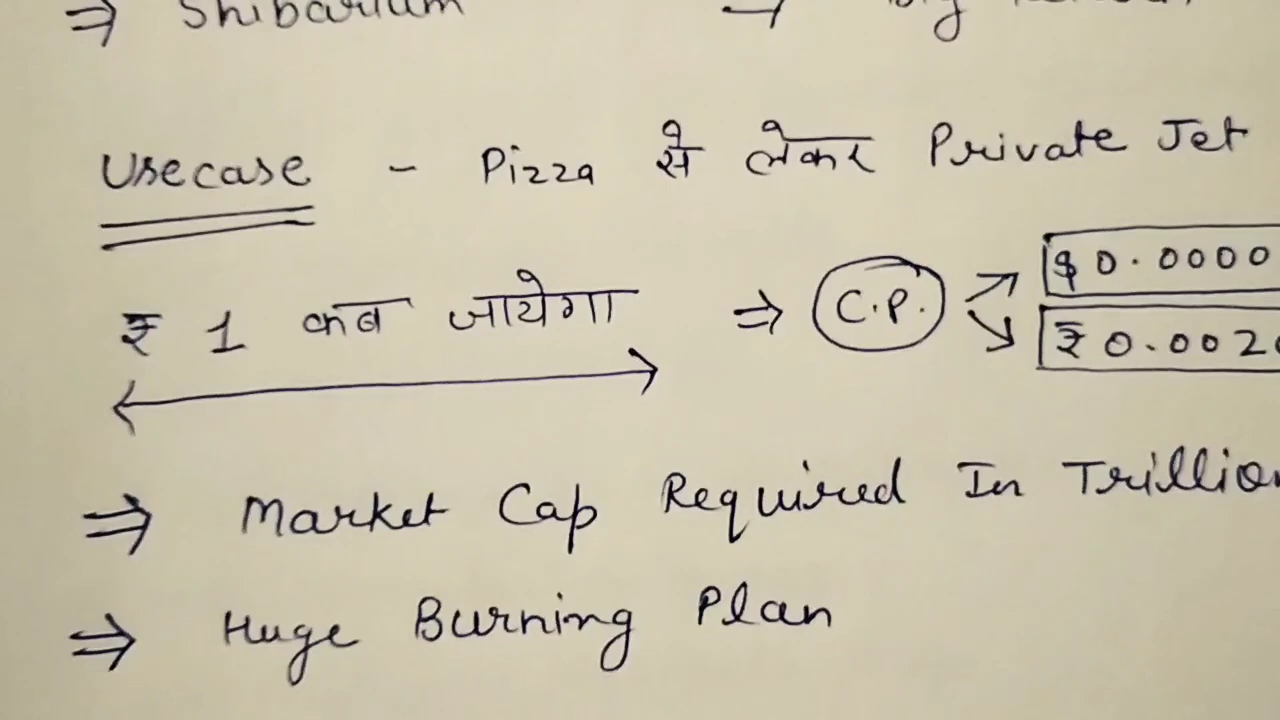 ⇒ Shibarium →
Usecase - Pizza से लेकर Private Jet
₹ 1 कब जायेगा ⇒ C.P. $0.0000
₹0.002
⇒ Market Cap Required In Trillion
⇒ Huge Burning Plan